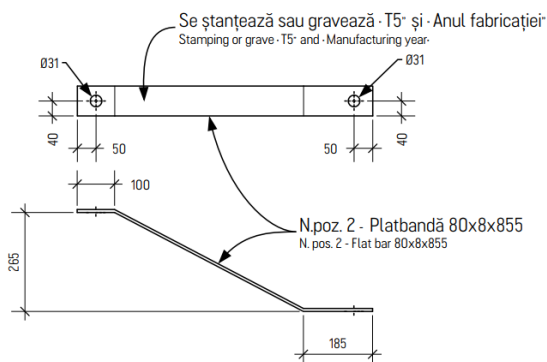 Se ștanțează sau gravează · T5" și · Anul fabricației"
Stamping or grave · T5" and · Manufacturing year·
Ø31
Ø31
40
50
50
40
100
N.poz. 2 - Platbandă 80x8x855
N. pos. 2 - Flat bar 80x8x855
265
185